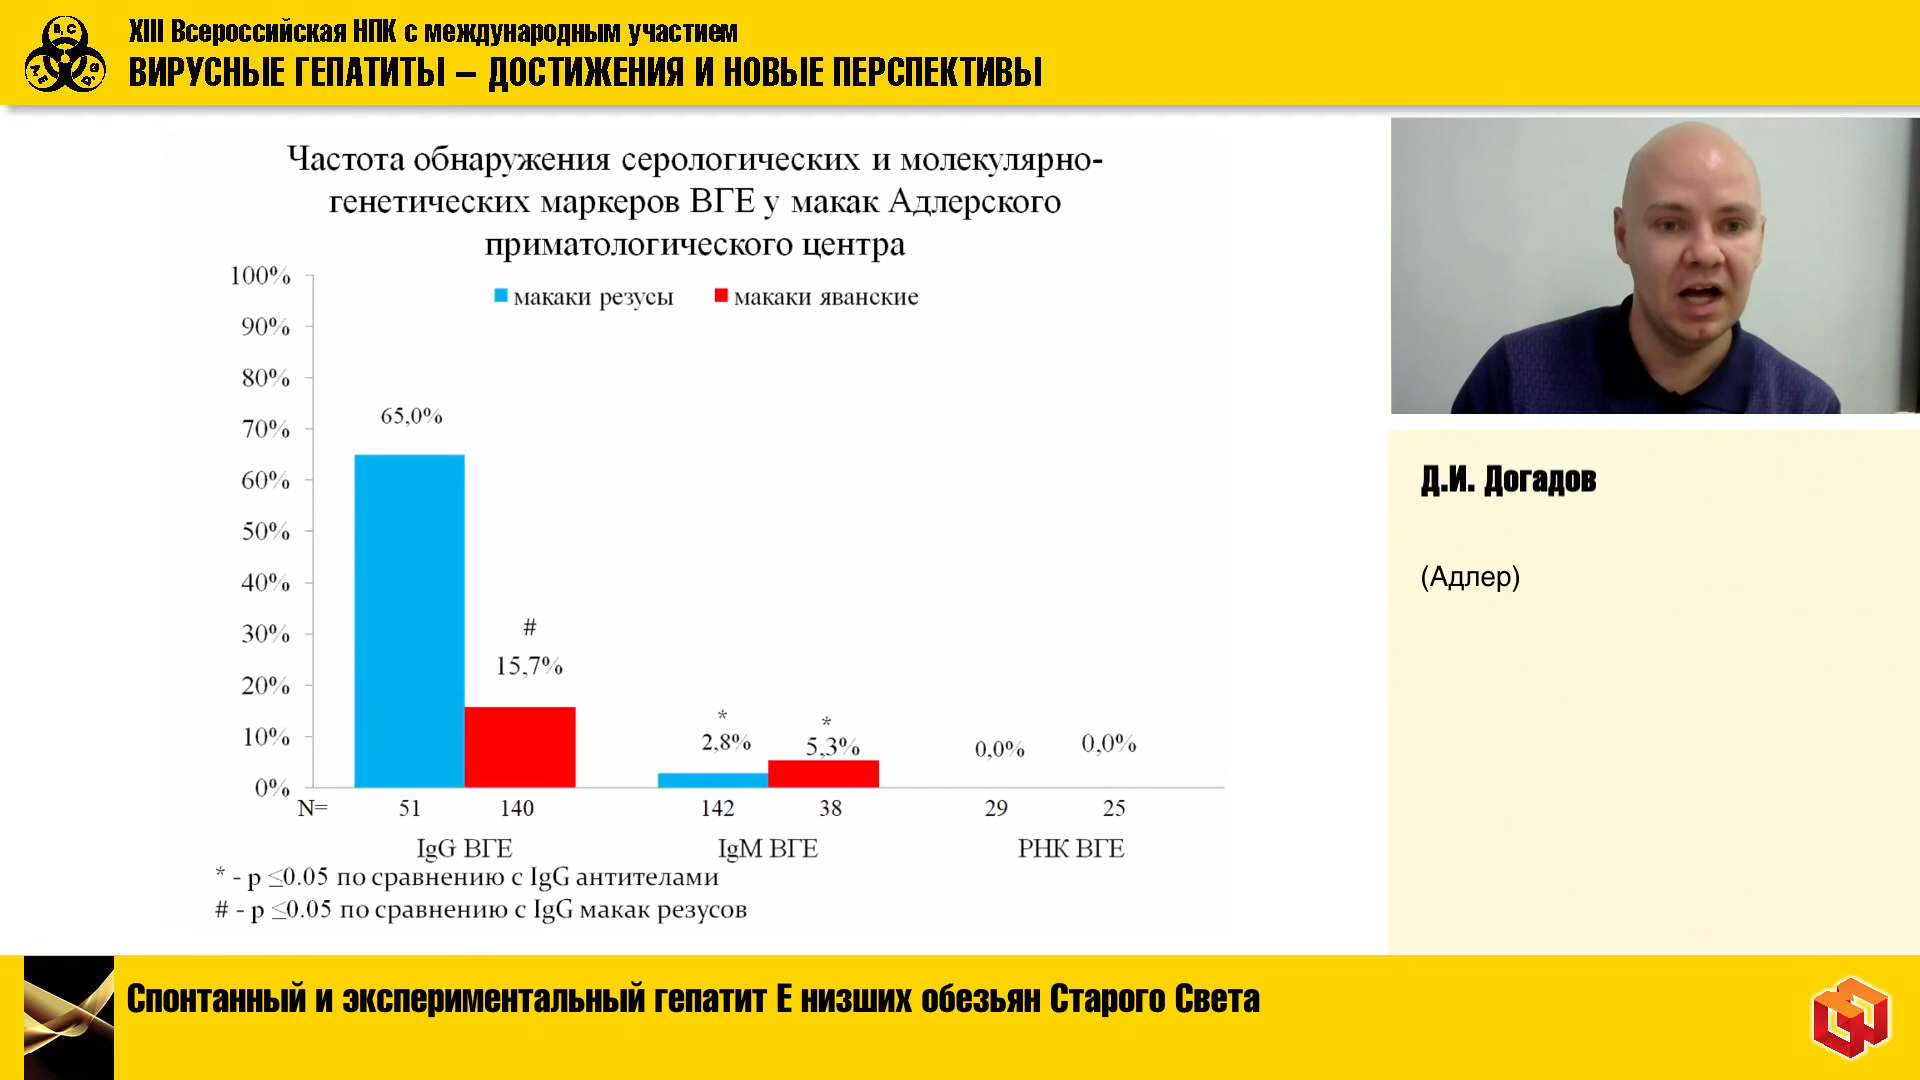 XIII Всероссийская НПК с международным участием
ВИРУСНЫЕ ГЕПАТИТЫ – ДОСТИЖЕНИЯ И НОВЫЕ ПЕРСПЕКТИВЫ
Частота обнаружения серологических и молекулярно-
генетических маркеров ВГЕ у макак Адлерского
приматологического центра
макаки резусы макаки яванские
100%
90%
80%
70%
60%
50%
40%
30%
20%
10%
0%
65,0%
#
15,7%
* *
2,8% 5,3%
0,0% 0,0%
N= 51 140 142 38 29 25
IgG ВГЕ IgM ВГЕ РНК ВГЕ
* - p ≤0.05 по сравнению с IgG антителами
# - p ≤0.05 по сравнению с IgG макак резусов
Д.И. Догадов
(Адлер)
Спонтанный и экспериментальный гепатит Е низших обезьян Старого Света